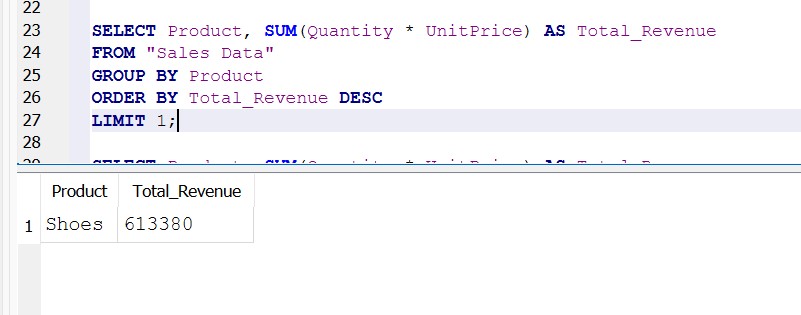 22
23 SELECT Product, SUM(Quantity * UnitPrice) AS Total_Revenue
24 FROM "Sales Data"
25 GROUP BY Product
26 ORDER BY Total_Revenue DESC
27 LIMIT 1;
28
Product Total_Revenue
1 Shoes 613380